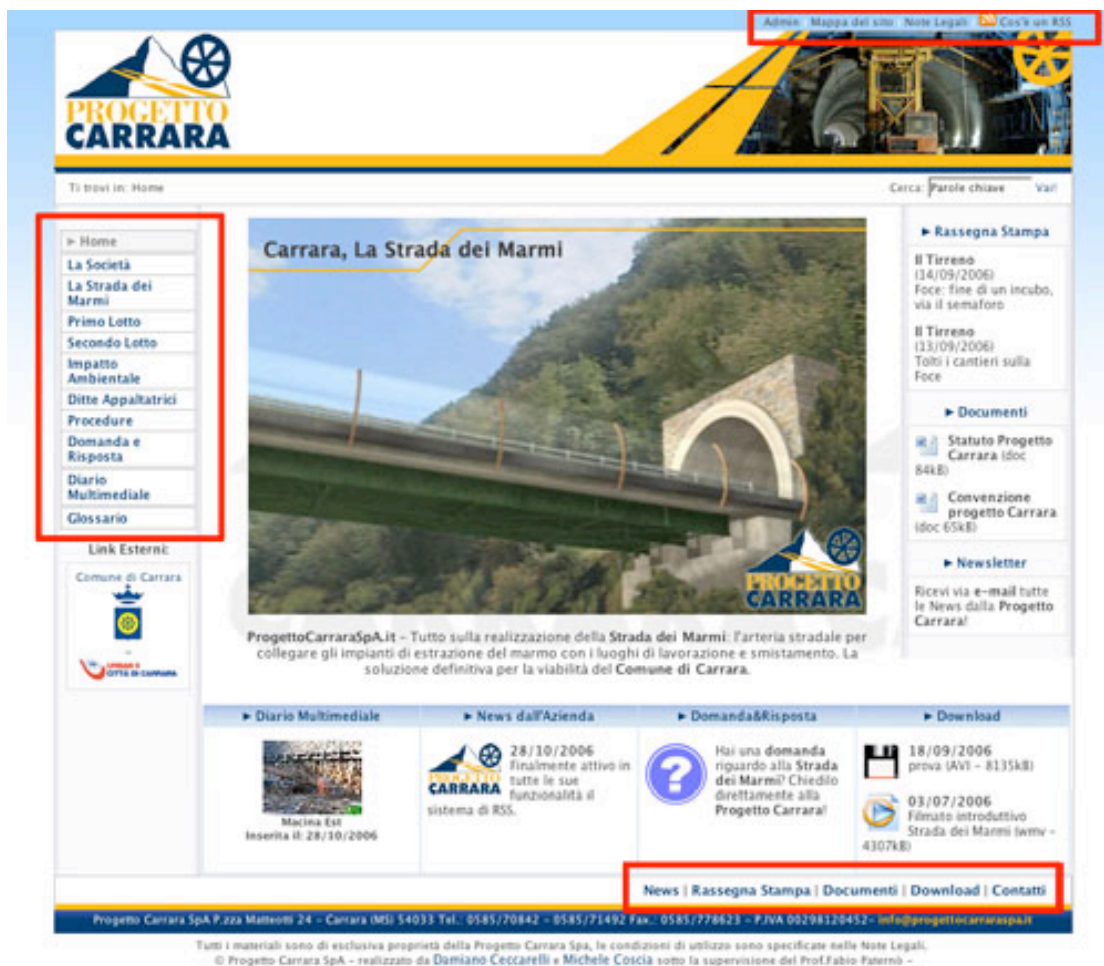 Admin Mappa del sito Note Legali Cos'è un RSS
PROGETTO
CARRARA
Ti trovi in: Home
Cerca: Parole chiave Vai!
► Home
La Società
La Strada dei
Marmi
Primo Lotto
Secondo Lotto
Impatto
Ambientale
Ditte Appaltatrici
Procedure
Domanda e
Risposta
Diario
Multimediale
Glossario
Link Esterni:
Comune di Carrara
URBAN II
CITTÀ DI CARRARA
Carrara, La Strada dei Marmi
PROGETTO
CARRARA
ProgettoCarraraSpA.it – Tutto sulla realizzazione della Strada dei Marmi: l'arteria stradale per
collegare gli impianti di estrazione del marmo con i luoghi di lavorazione e smistamento. La
soluzione definitiva per la viabilità del Comune di Carrara.
► Rassegna Stampa
Il Tirreno
(14/09/2006)
Foce: fine di un incubo,
via il semaforo
Il Tirreno
(13/09/2006)
Tolti i cantieri sulla
Foce
► Documenti
Statuto Progetto
Carrara (doc
84kB)
Convenzione
progetto Carrara
(doc 65kB)
► Newsletter
Ricevi via e-mail tutte
le News dalla Progetto
Carrara!
► Diario Multimediale
Macina Est
Inserita il: 28/10/2006
► News dall'Azienda
PROGETTO
CARRARA
28/10/2006
Finalmente attivo in
tutte le sue
funzionalità il
sistema di RSS.
► Domanda&Risposta
Hai una domanda
riguardo alla Strada
dei Marmi? Chiedilo
direttamente alla
Progetto Carrara!
► Download
18/09/2006
prova (AVI – 8135kB)
03/07/2006
Filmato introduttivo
Strada dei Marmi (wmv –
4307kB)
News | Rassegna Stampa | Documenti | Download | Contatti
Progetto Carrara SpA P.zza Matteotti 24 – Carrara (MS) 54033 Tel.: 0585/70842 – 0585/71492 Fax.: 0585/778623 – P.IVA 00298120452– info@progettocarraraspa.it
Tutti i materiali sono di esclusiva proprietà della Progetto Carrara Spa, le condizioni di utilizzo sono specificate nelle Note Legali.
© Progetto Carrara SpA – realizzato da Damiano Ceccarelli e Michele Coscia sotto la supervisione del Prof.Fabio Paternò –